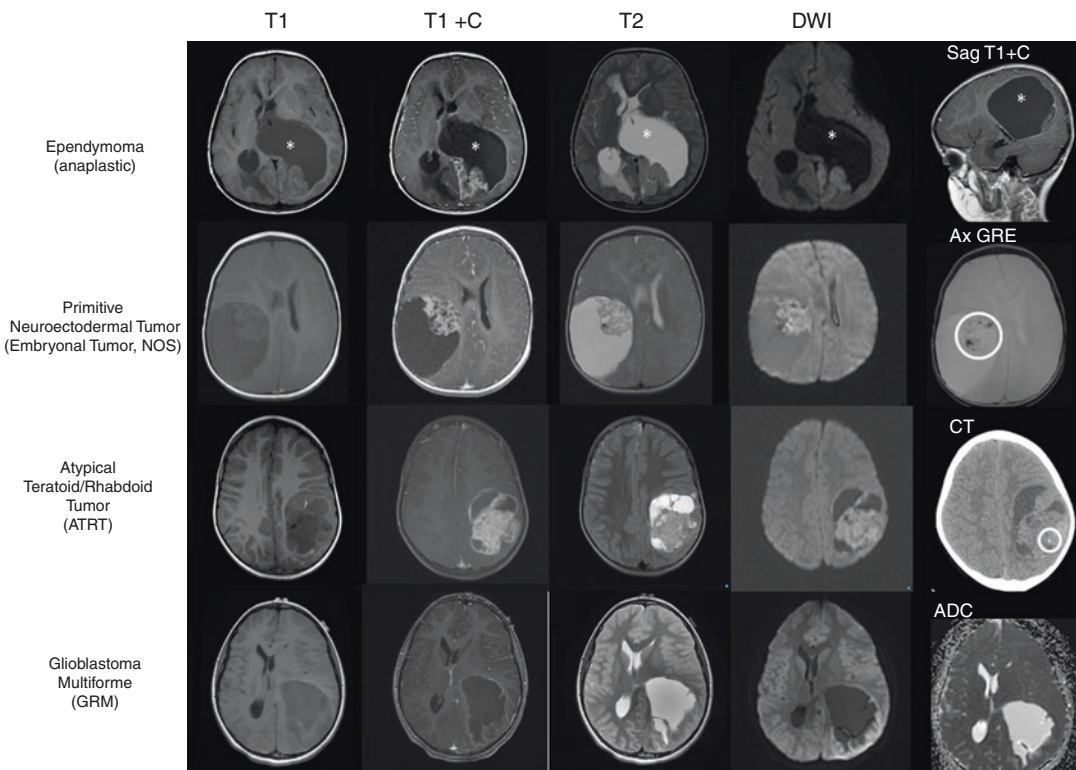 T1
T1 +C
T2
DWI
Sag T1+C
Ependymoma
(anaplastic)
*
*
*
*
*
Ax GRE
Primitive
Neuroectodermal Tumor
(Embryonal Tumor, NOS)
CT
Atypical
Teratoid/Rhabdoid
Tumor
(ATRT)
ADC
Glioblastoma
Multiforme
(GRM)